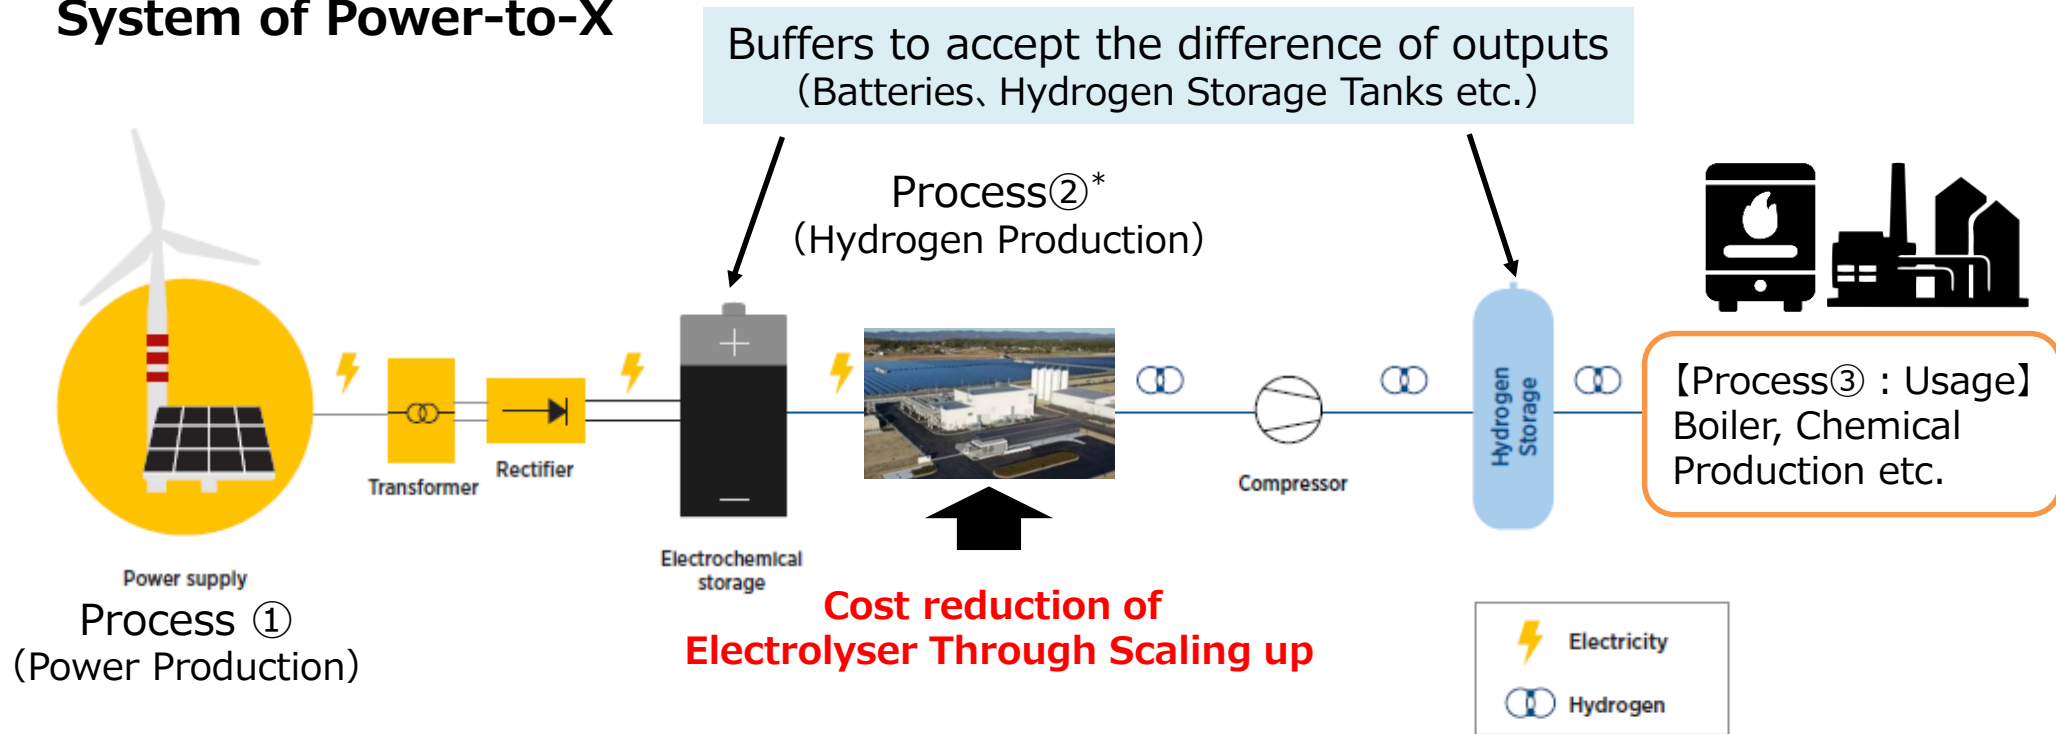 System of Power-to-X
Buffers to accept the difference of outputs
（Batteries、Hydrogen Storage Tanks etc.）
Process②*
（Hydrogen Production）
Transformer
Rectifier
Electrochemical
storage
Compressor
Hydrogen
Storage
【Process③：Usage】
Boiler, Chemical
Production etc.
Power supply
Process ①
（Power Production）
Cost reduction of
Electrolyser Through Scaling up
Electricity
Hydrogen